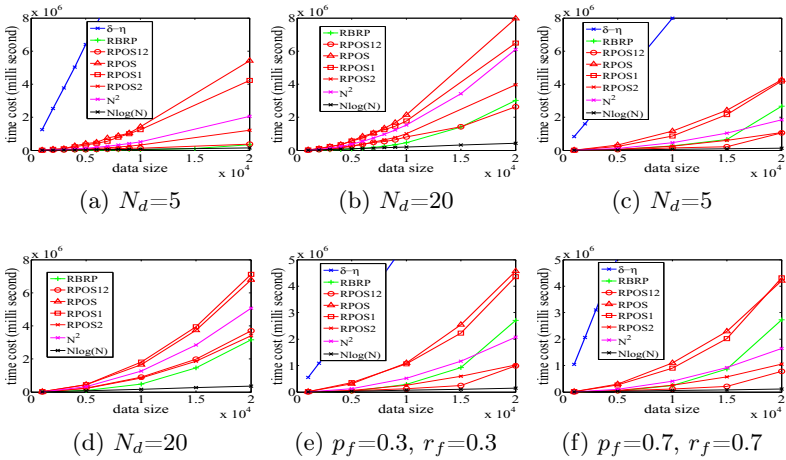 x 10^6
8
6
4
2
0
time cost (milli second)
δ−η
RBRP
RPOS12
RPOS
RPOS1
RPOS2
N^2
Nlog(N)
0 0.5 1 1.5 2
data size
x 10^4
(a) N_d=5
x 10^6
8
6
4
2
0
time cost (milli second)
RBRP
RPOS12
RPOS
RPOS1
RPOS2
N^2
Nlog(N)
0 0.5 1 1.5 2
data size
x 10^4
(b) N_d=20
x 10^6
8
6
4
2
0
time cost (milli second)
δ−η
RBRP
RPOS12
RPOS
RPOS1
RPOS2
N^2
Nlog(N)
0 0.5 1 1.5 2
data size
x 10^4
(c) N_d=5
x 10^6
8
6
4
2
0
time cost (milli second)
RBRP
RPOS12
RPOS
RPOS1
RPOS2
N^2
Nlog(N)
0 0.5 1 1.5 2
data size
x 10^4
(d) N_d=20
x 10^6
5
4
3
2
1
0
time cost (milli second)
δ−η
RBRP
RPOS12
RPOS
RPOS1
RPOS2
N^2
Nlog(N)
0 0.5 1 1.5 2
data size
x 10^4
(e) p_f=0.3, r_f=0.3
x 10^6
5
4
3
2
1
0
time cost (milli second)
δ−η
RBRP
RPOS12
RPOS
RPOS1
RPOS2
N^2
Nlog(N)
0 0.5 1 1.5 2
data size
x 10^4
(f) p_f=0.7, r_f=0.7